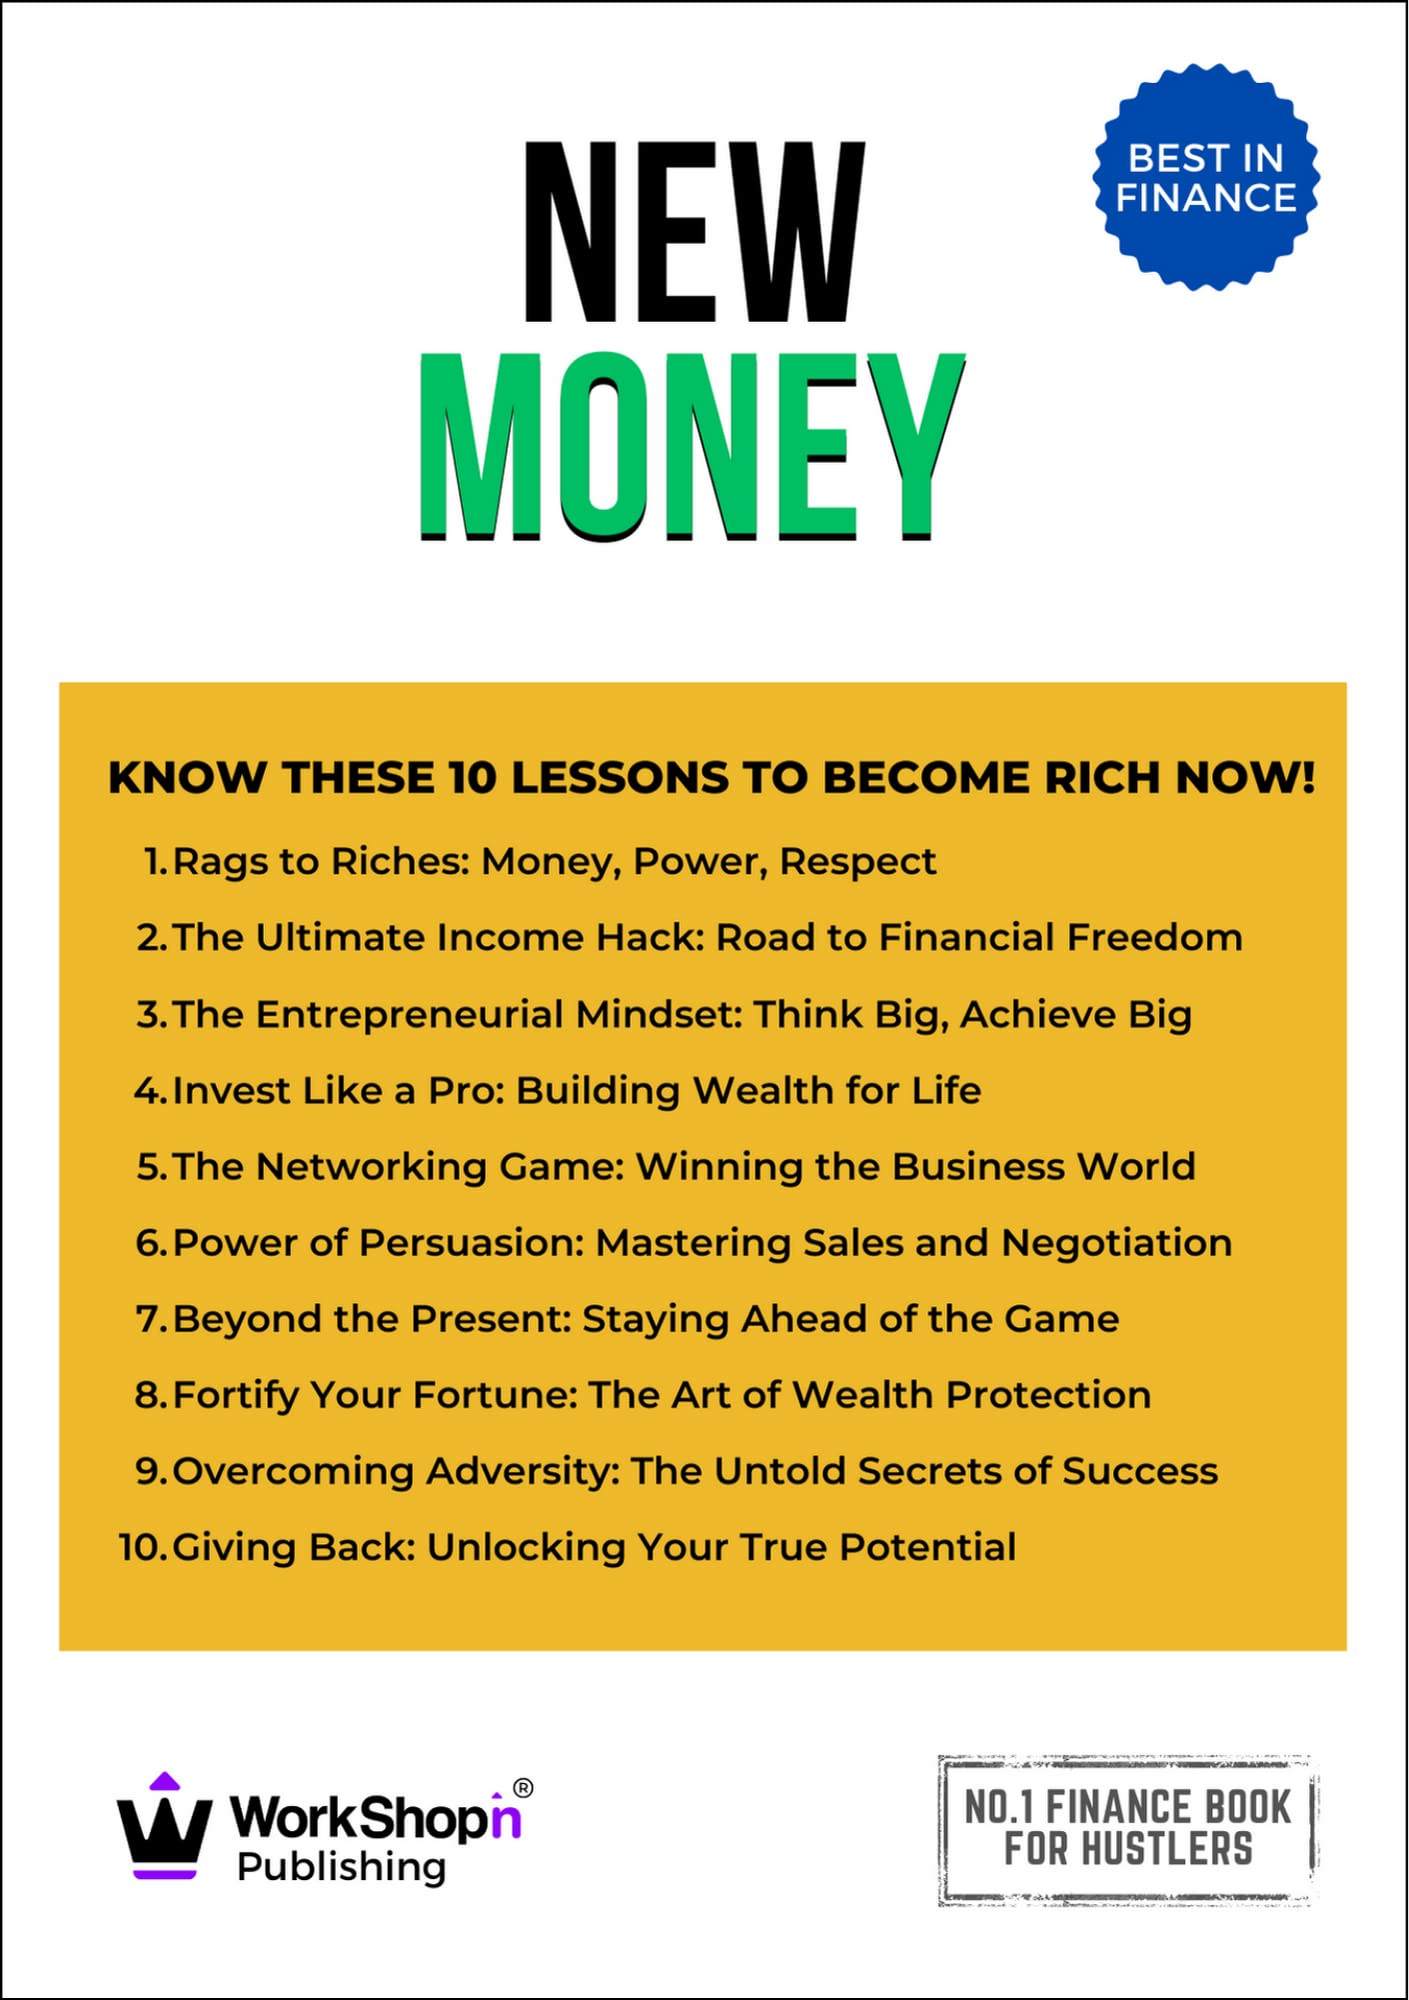 BEST IN
FINANCE
NEW
MONEY
KNOW THESE 10 LESSONS TO BECOME RICH NOW!
1. Rags to Riches: Money, Power, Respect
2. The Ultimate Income Hack: Road to Financial Freedom
3. The Entrepreneurial Mindset: Think Big, Achieve Big
4. Invest Like a Pro: Building Wealth for Life
5. The Networking Game: Winning the Business World
6. Power of Persuasion: Mastering Sales and Negotiation
7. Beyond the Present: Staying Ahead of the Game
8. Fortify Your Fortune: The Art of Wealth Protection
9. Overcoming Adversity: The Untold Secrets of Success
10. Giving Back: Unlocking Your True Potential
WorkShopn®
Publishing
NO.1 FINANCE BOOK
FOR HUSTLERS